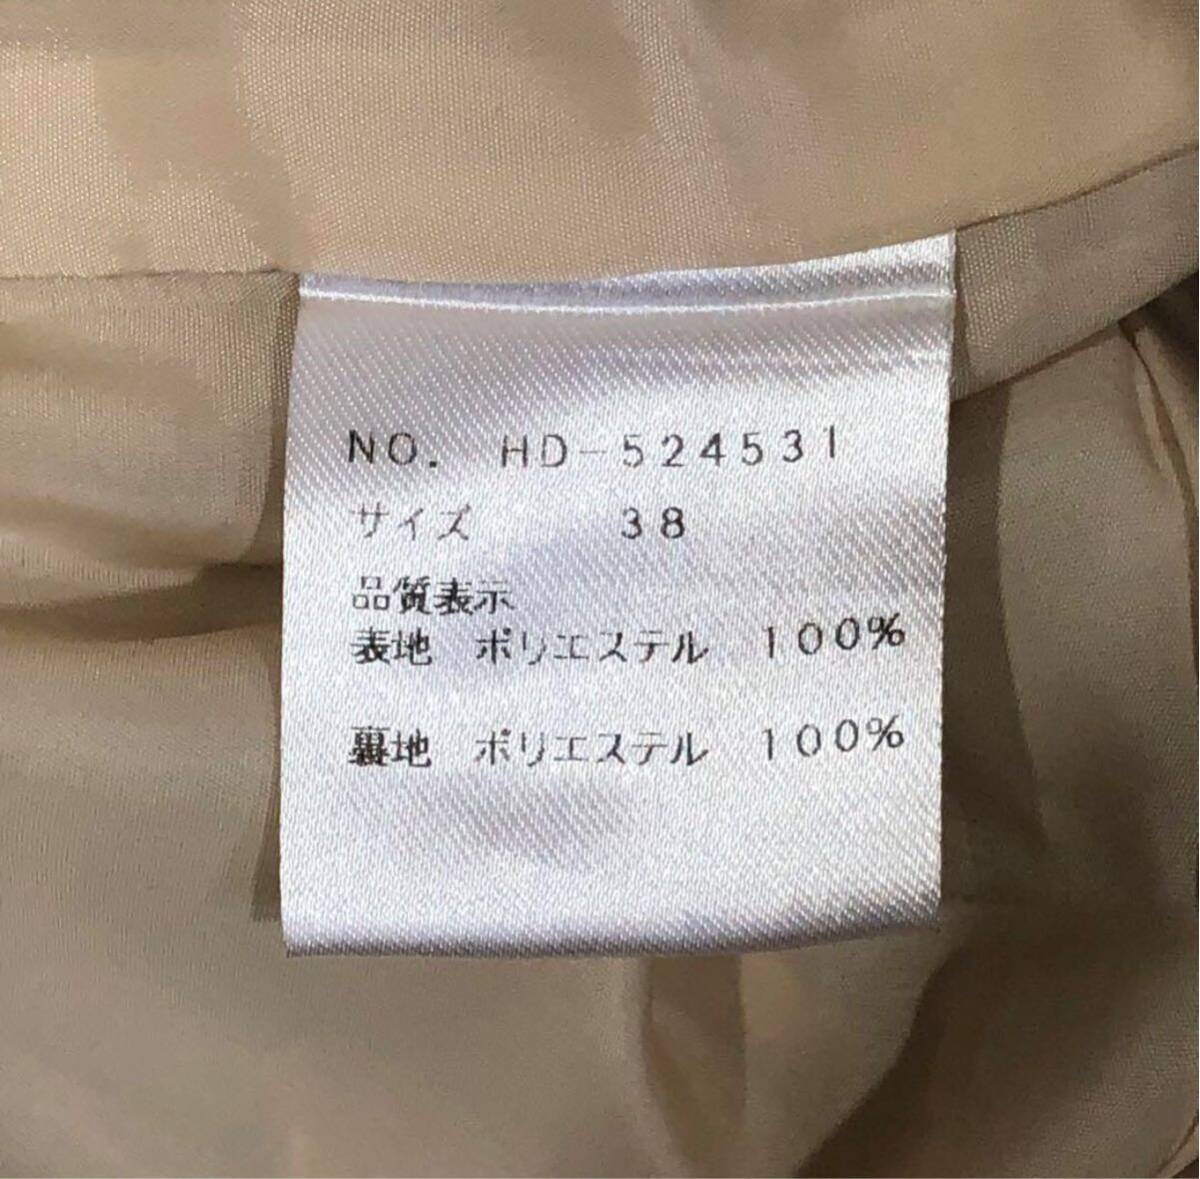 NO. HD-524531
サイズ 38
品質表示
表地 ポリエステル 100%
裏地 ポリエステル 100%